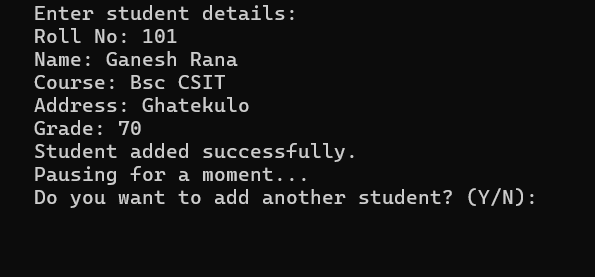 Enter student details:
Roll No: 101
Name: Ganesh Rana
Course: Bsc CSIT
Address: Ghatekulo
Grade: 70
Student added successfully.
Pausing for a moment...
Do you want to add another student? (Y/N):